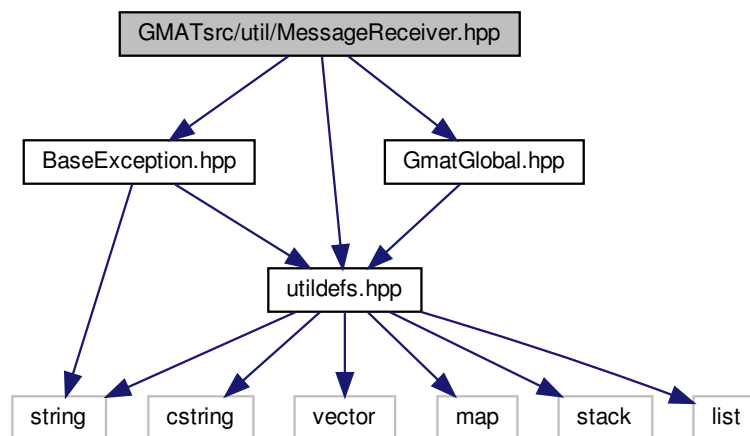 GMATsrc/util/MessageReceiver.hpp
BaseException.hpp
GmatGlobal.hpp
utildefs.hpp
string
cstring
vector
map
stack
list